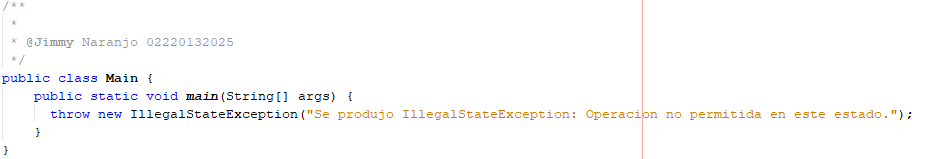 /**
 *
 * @Jimmy Naranjo 02220132025
 */
public class Main {
    public static void main(String[] args) {
      throw new IllegalStateException("Se produjo IllegalStateException: Operacion no permitida en este estado.");
    }
}